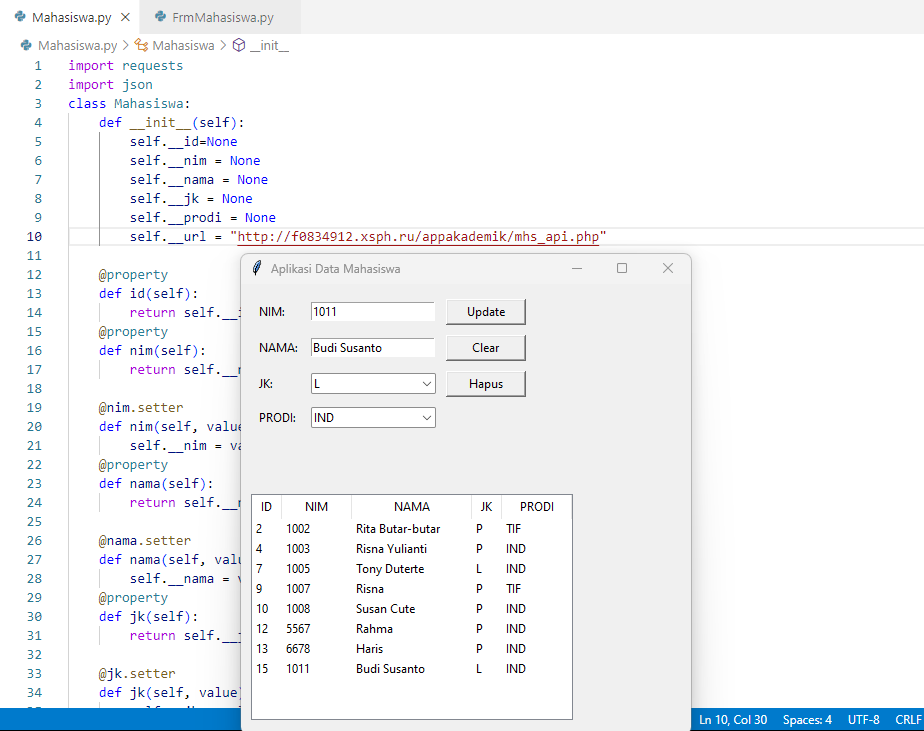 Mahasiswa.py FrmMahasiswa.py
Mahasiswa.py > Mahasiswa > __init__
1 import requests
2 import json
3 class Mahasiswa:
4 def __init__(self):
5 self.__id=None
6 self.__nim = None
7 self.__nama = None
8 self.__jk = None
9 self.__prodi = None
10 self.__url = "http://f0834912.xsph.ru/appakademik/mhs_api.php"
11
12 @property
13 def id(self):
14 return self.__i
15 @property
16 def nim(self):
17 return self.__n
18
19 @nim.setter
20 def nim(self, value
21 self.__nim = va
22 @property
23 def nama(self):
24 return self.__n
25
26 @nama.setter
27 def nama(self, valu
28 self.__nama = v
29 @property
30 def jk(self):
31 return self.__j
32
33 @jk.setter
34 def jk(self, value)
Aplikasi Data Mahasiswa
NIM: 1011 Update
NAMA: Budi Susanto Clear
JK: L Hapus
PRODI: IND
ID NIM NAMA JK PRODI
2 1002 Rita Butar-butar P TIF
4 1003 Risna Yulianti P IND
7 1005 Tony Duterte L IND
9 1007 Risna P TIF
10 1008 Susan Cute P IND
12 5567 Rahma P IND
13 6678 Haris P IND
15 1011 Budi Susanto L IND
Ln 10, Col 30 Spaces: 4 UTF-8 CRLF